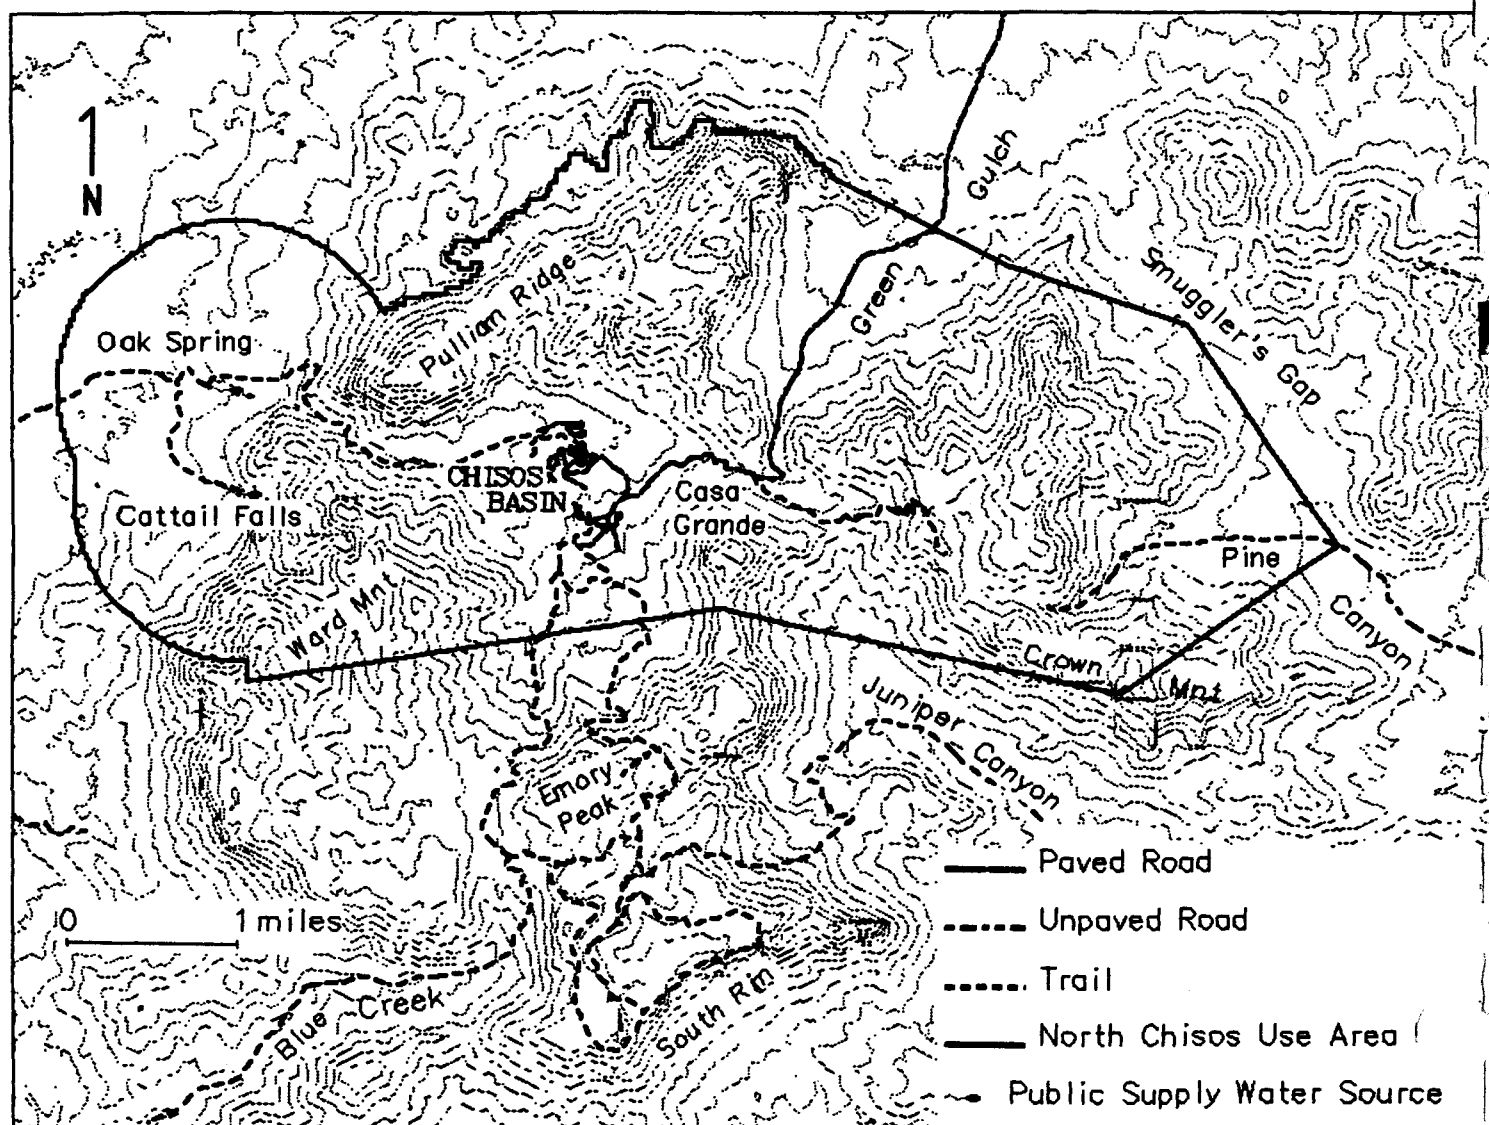 N
Gulch
Green
Smuggler's Gap
Pullian Ridge
Oak Spring
CHISOS
BASIN
Casa
Grande
Cattail Falls
Pine
Canyon
Ward Mnt
Crown
Mnt
Juniper Canyon
Emory
Peak
0 1 miles
Blue Creek
South Rim
Paved Road
Unpaved Road
Trail
North Chisos Use Area
Public Supply Water Source